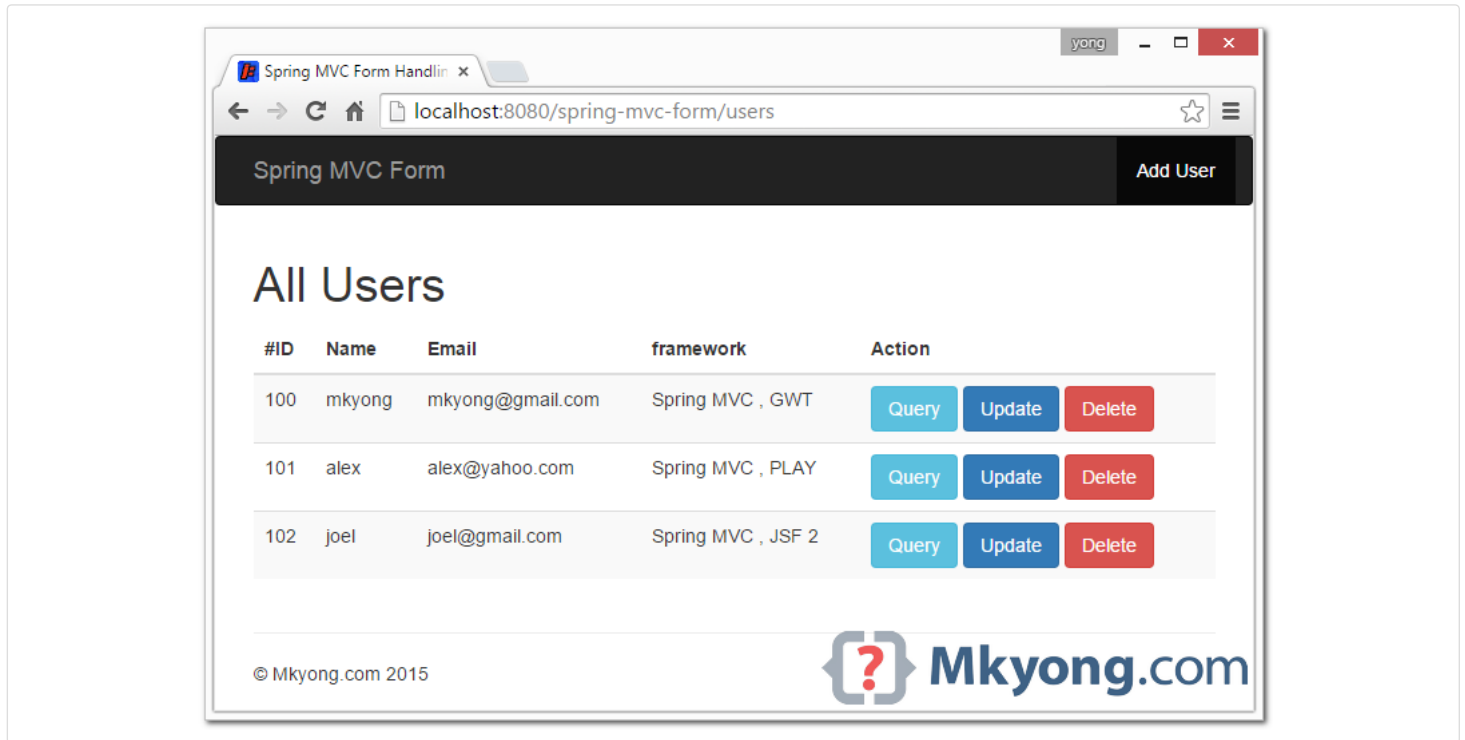 yong
Spring MVC Form Handlin
localhost:8080/spring-mvc-form/users
Spring MVC Form Add User
All Users
#ID Name Email framework Action
100 mkyong mkyong@gmail.com Spring MVC , GWT Query Update Delete
101 alex alex@yahoo.com Spring MVC , PLAY Query Update Delete
102 joel joel@gmail.com Spring MVC , JSF 2 Query Update Delete
© Mkyong.com 2015
{?} Mkyong.com